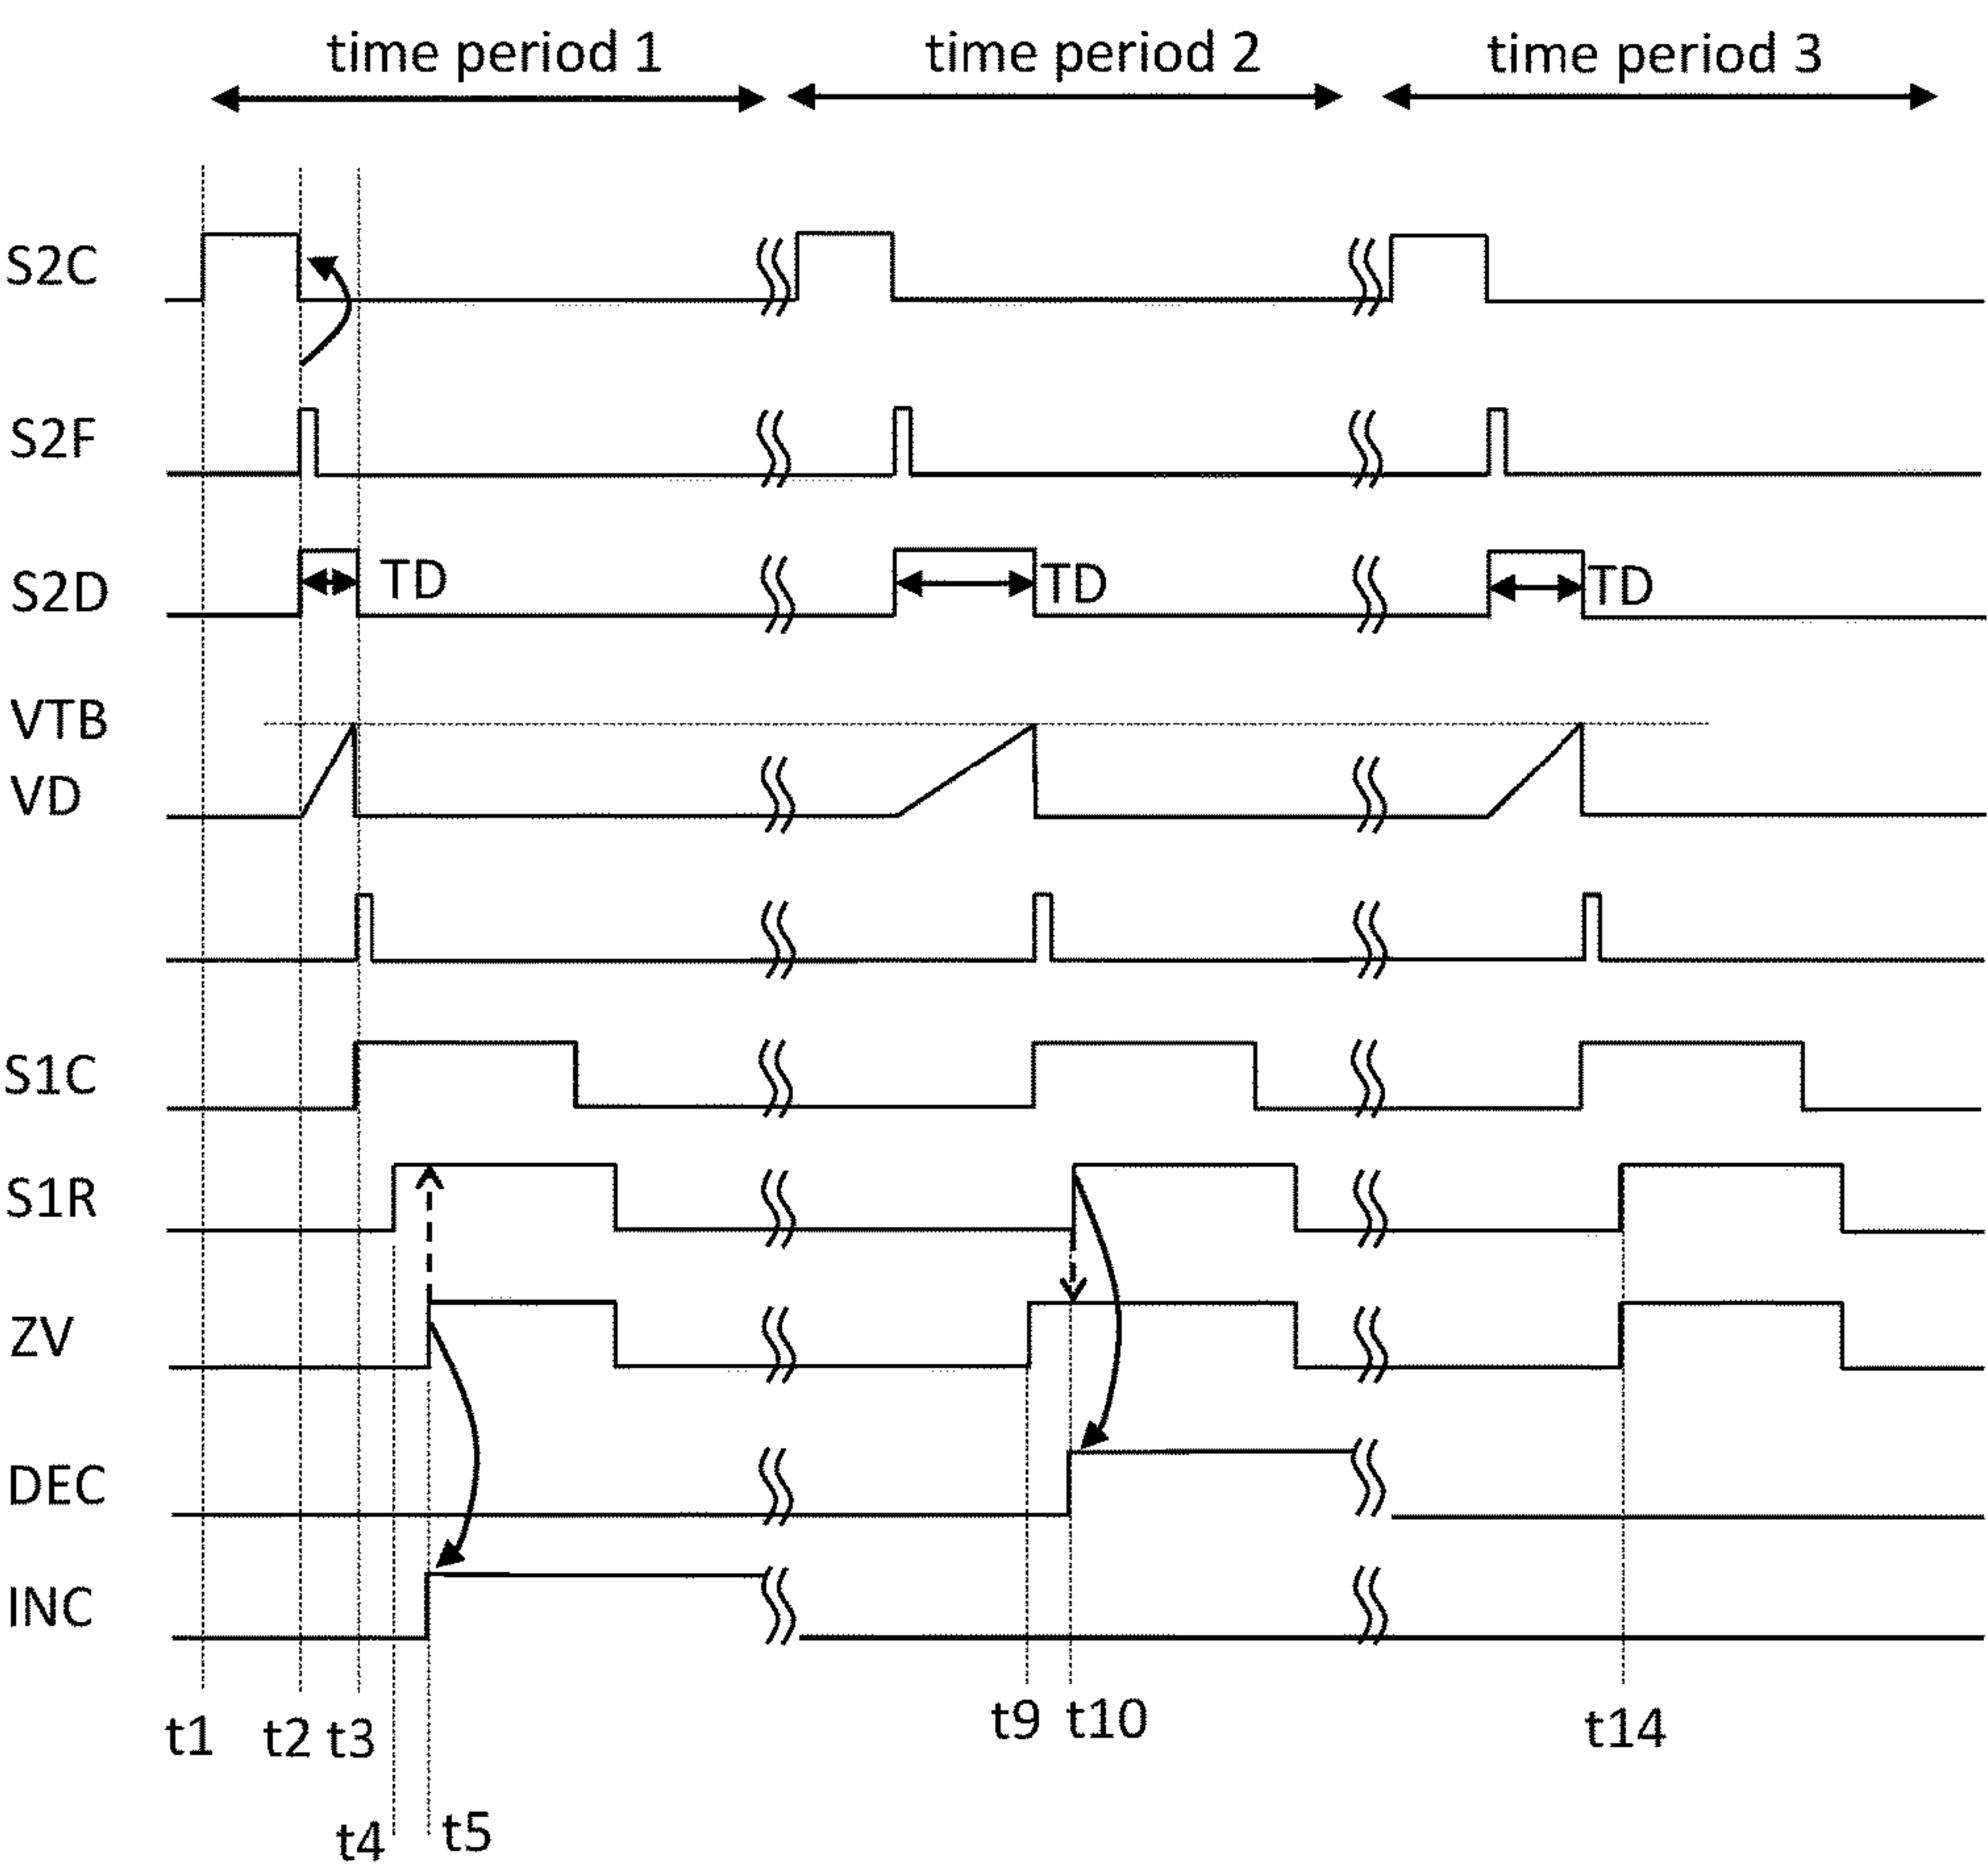 time period 1 time period 2 time period 3
S2C
S2F
S2D TD TD TD
VTB
VD
S1C
S1R
ZV
DEC
INC
t1 t2 t3 t9 t10 t14
t4 t5